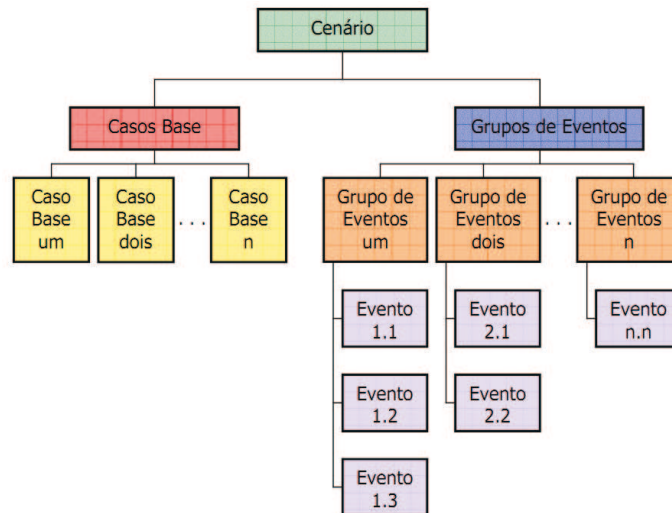 Cenário
Casos Base
Grupos de Eventos
Caso
Base
um
Caso
Base
dois
. . .
Caso
Base
n
Grupo de
Eventos
um
Grupo de
Eventos
dois
. . .
Grupo de
Eventos
n
Evento
1.1
Evento
2.1
Evento
n.n
Evento
1.2
Evento
2.2
Evento
1.3